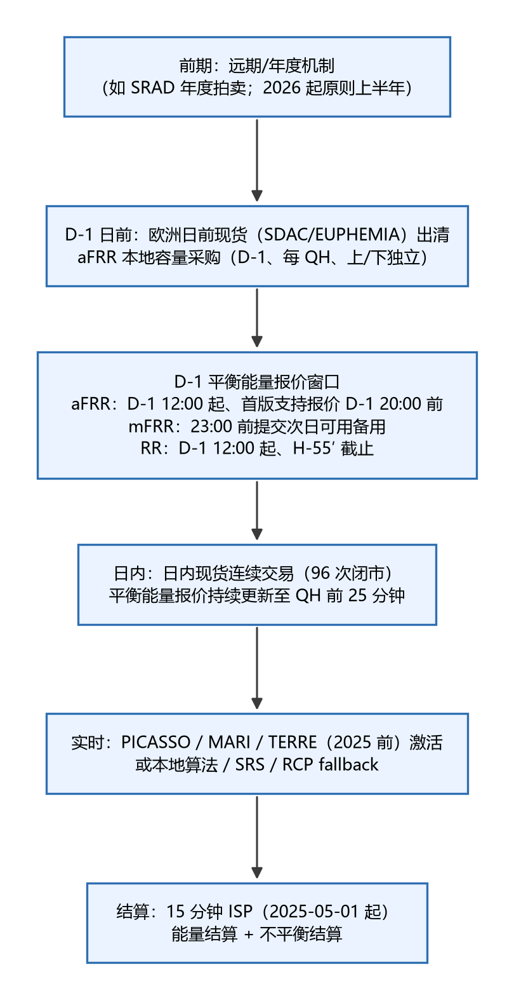 前期：远期/年度机制
（如 SRAD 年度拍卖；2026 起原则上半年）
D-1 日前：欧洲日前现货（SDAC/EUPHEMIA）出清
aFRR 本地容量采购（D-1、每 QH、上/下独立）
D-1 平衡能量报价窗口
aFRR：D-1 12:00 起、首版支持报价 D-1 20:00 前
mFRR：23:00 前提交次日可用备用
RR：D-1 12:00 起、H-55′ 截止
日内：日内现货连续交易（96 次闭市）
平衡能量报价持续更新至 QH 前 25 分钟
实时：PICASSO / MARI / TERRE（2025 前）激活
或本地算法 / SRS / RCP fallback
结算：15 分钟 ISP（2025-05-01 起）
能量结算 + 不平衡结算